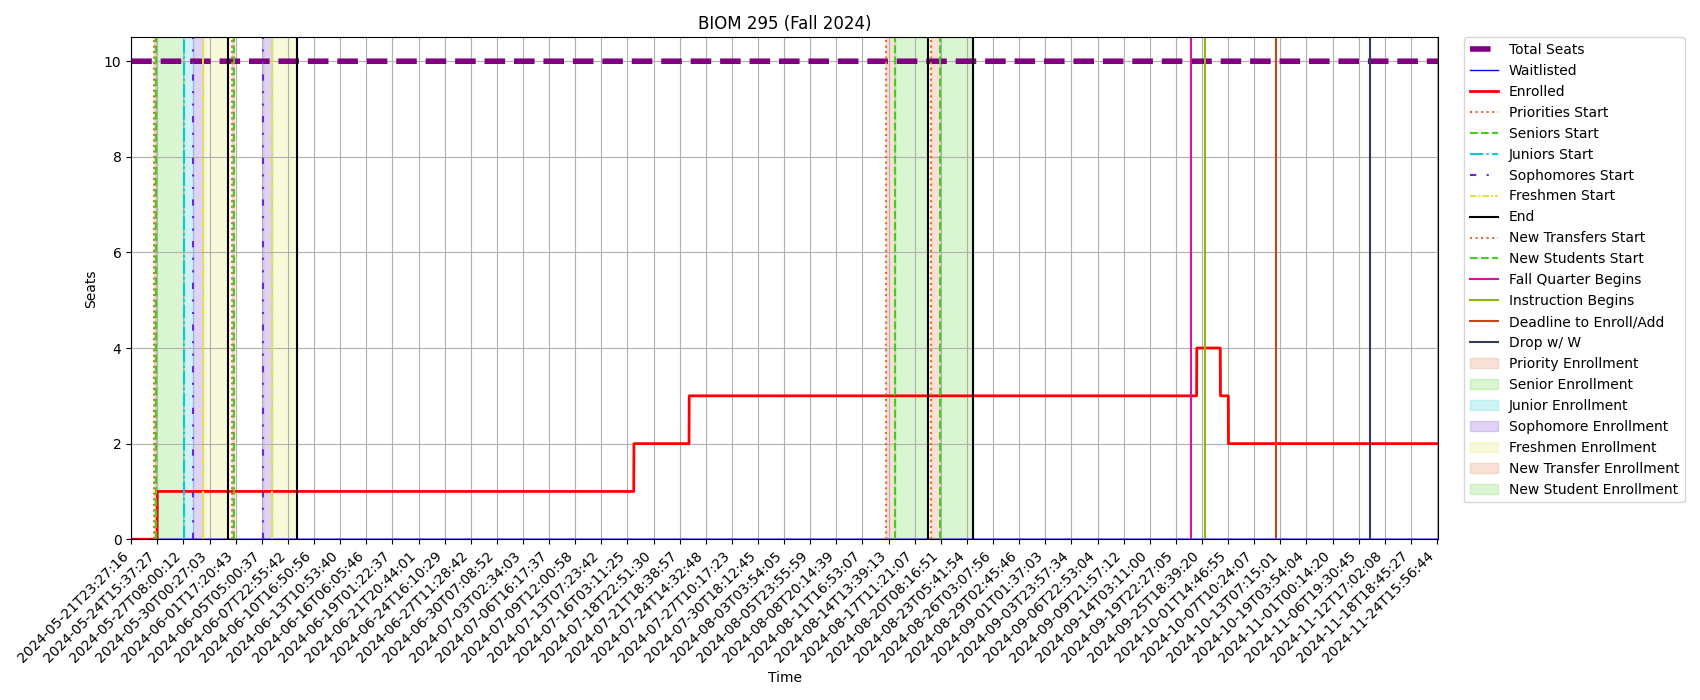 BIOM 295 (Fall 2024)
Seats
10
8
6
4
2
0
2024-05-21T23:27:16
2024-05-24T15:37:27
2024-05-27T08:00:12
2024-05-30T00:27:03
2024-06-01T17:20:43
2024-06-05T05:00:37
2024-06-07T22:55:42
2024-06-10T16:50:56
2024-06-13T10:53:40
2024-06-16T06:05:46
2024-06-19T01:22:37
2024-06-21T20:44:01
2024-06-24T16:10:29
2024-06-27T11:28:42
2024-06-30T07:08:52
2024-07-03T02:34:03
2024-07-06T16:17:37
2024-07-09T12:00:58
2024-07-13T07:23:42
2024-07-16T03:11:25
2024-07-18T22:51:30
2024-07-21T18:38:57
2024-07-24T14:32:48
2024-07-27T10:17:23
2024-07-30T18:12:45
2024-08-03T03:54:05
2024-08-05T23:55:59
2024-08-08T20:14:39
2024-08-11T16:53:07
2024-08-14T13:39:13
2024-08-17T11:21:07
2024-08-20T08:16:51
2024-08-23T05:41:54
2024-08-26T03:07:56
2024-08-29T02:45:46
2024-09-01T01:37:03
2024-09-03T23:57:34
2024-09-06T22:53:04
2024-09-09T21:57:12
2024-09-14T03:11:00
2024-09-19T22:27:05
2024-09-25T18:39:20
2024-10-01T14:46:55
2024-10-07T10:24:07
2024-10-13T07:15:01
2024-10-19T03:54:04
2024-11-01T00:14:20
2024-11-06T19:30:45
2024-11-12T17:02:08
2024-11-18T18:45:27
2024-11-24T15:56:44
Time
Total Seats
Waitlisted
Enrolled
Priorities Start
Seniors Start
Juniors Start
Sophomores Start
Freshmen Start
End
New Transfers Start
New Students Start
Fall Quarter Begins
Instruction Begins
Deadline to Enroll/Add
Drop w/ W
Priority Enrollment
Senior Enrollment
Junior Enrollment
Sophomore Enrollment
Freshmen Enrollment
New Transfer Enrollment
New Student Enrollment